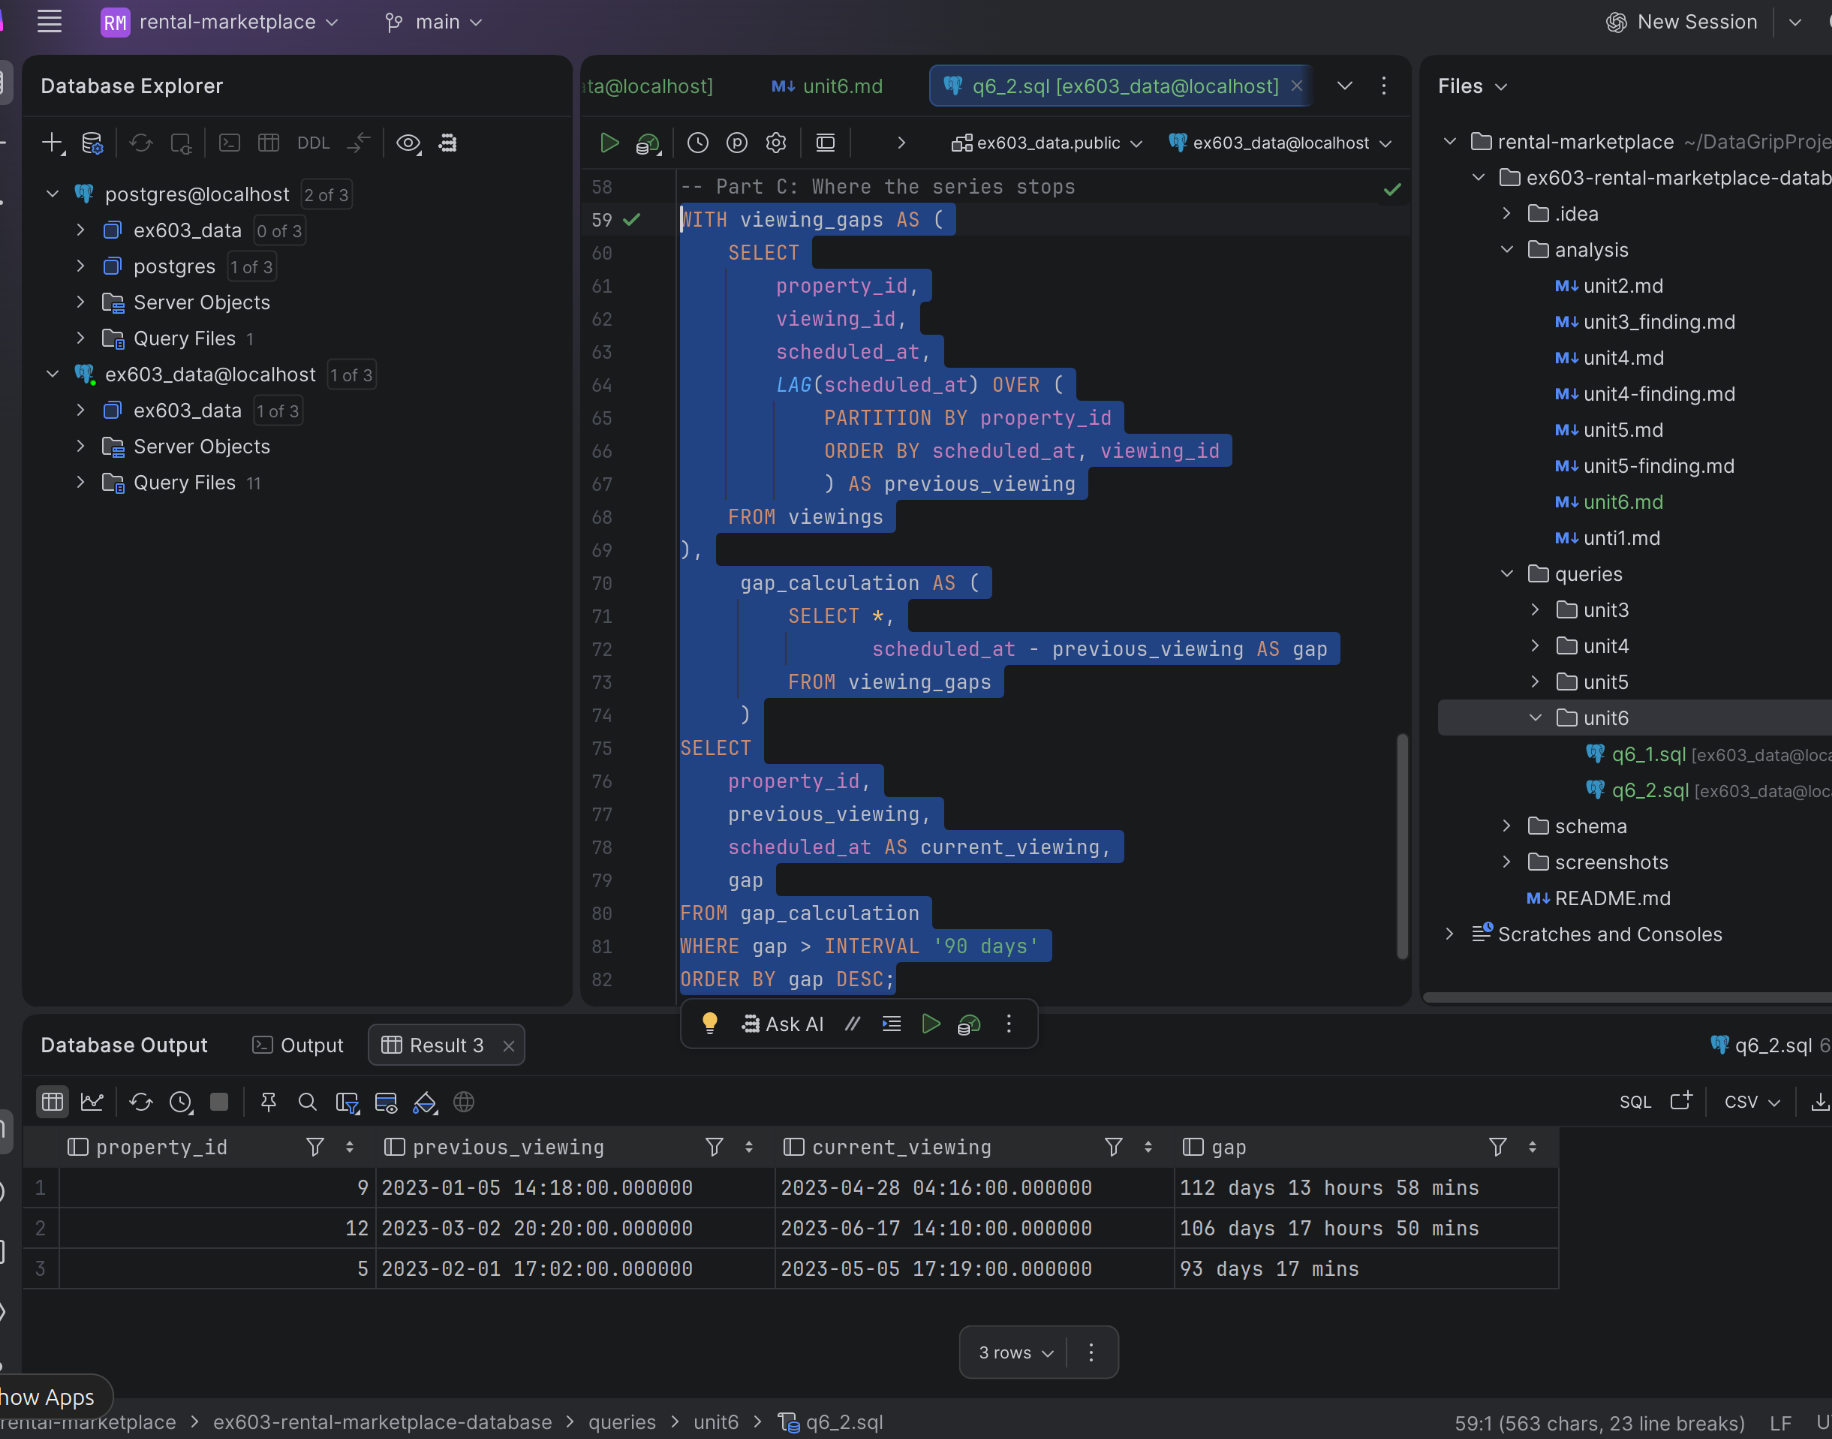 RM rental-marketplace main New Session
Database Explorer
DDL
postgres@localhost 2 of 3
ex603_data 0 of 3
postgres 1 of 3
Server Objects
Query Files 1
ex603_data@localhost 1 of 3
ex603_data 1 of 3
Server Objects
Query Files 11
ta@localhost] M↓ unit6.md q6_2.sql [ex603_data@localhost]
ex603_data.public ex603_data@localhost
58 -- Part C: Where the series stops
59 WITH viewing_gaps AS (
60 SELECT
61 property_id,
62 viewing_id,
63 scheduled_at,
64 LAG(scheduled_at) OVER (
65 PARTITION BY property_id
66 ORDER BY scheduled_at, viewing_id
67 ) AS previous_viewing
68 FROM viewings
69 ),
70 gap_calculation AS (
71 SELECT *,
72 scheduled_at - previous_viewing AS gap
73 FROM viewing_gaps
74 )
75 SELECT
76 property_id,
77 previous_viewing,
78 scheduled_at AS current_viewing,
79 gap
80 FROM gap_calculation
81 WHERE gap > INTERVAL '90 days'
82 ORDER BY gap DESC;
Ask AI //
Files
rental-marketplace ~/DataGripProje
ex603-rental-marketplace-datab
.idea
analysis
M↓ unit2.md
M↓ unit3_finding.md
M↓ unit4.md
M↓ unit4-finding.md
M↓ unit5.md
M↓ unit5-finding.md
M↓ unit6.md
M↓ unti1.md
queries
unit3
unit4
unit5
unit6
q6_1.sql [ex603_data@loca
q6_2.sql [ex603_data@loc
schema
screenshots
M↓ README.md
Scratches and Consoles
Database Output Output Result 3 q6_2.sql 6
SQL CSV
property_id previous_viewing current_viewing gap
1 9 2023-01-05 14:18:00.000000 2023-04-28 04:16:00.000000 112 days 13 hours 58 mins
2 12 2023-03-02 20:20:00.000000 2023-06-17 14:10:00.000000 106 days 17 hours 50 mins
3 5 2023-02-01 17:02:00.000000 2023-05-05 17:19:00.000000 93 days 17 mins
3 rows
how Apps
rental-marketplace > ex603-rental-marketplace-database > queries > unit6 > q6_2.sql 59:1 (563 chars, 23 line breaks) LF U